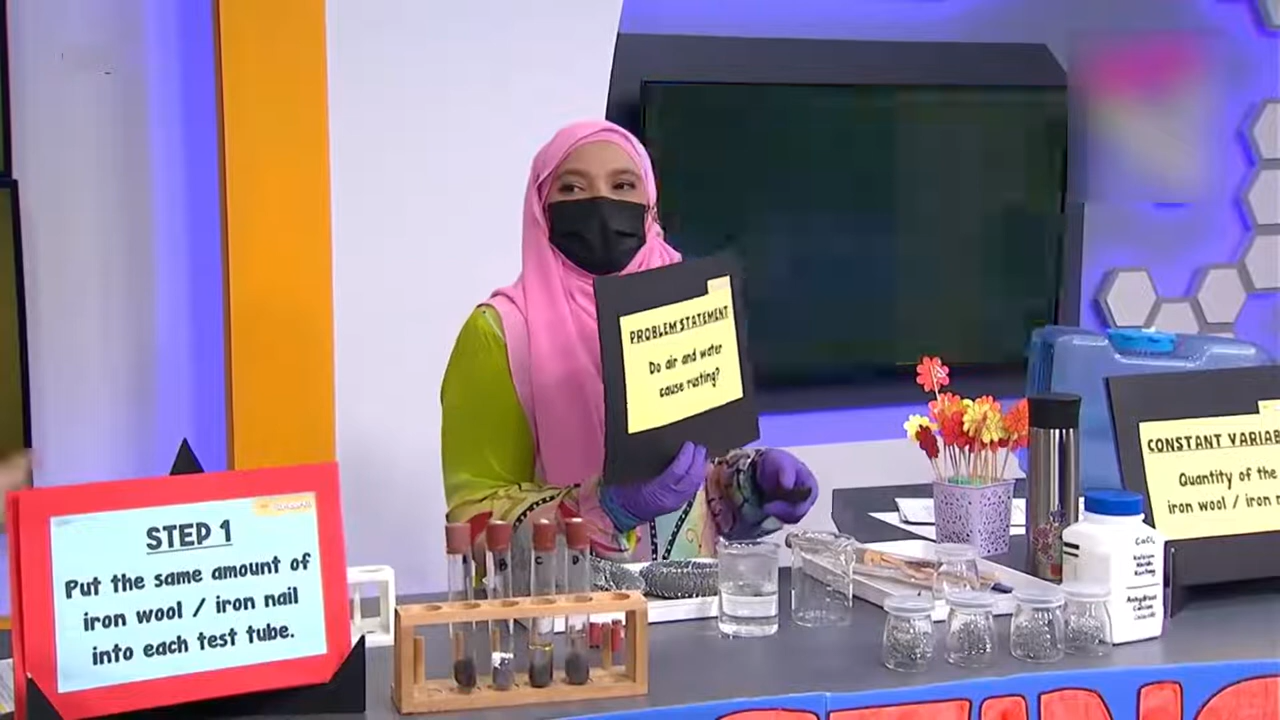 STEP 1
Put the same amount of
iron wool / iron nail
into each test tube.
PROBLEM STATEMENT
Do air and water
cause rusting?
B
C
D
CONSTANT VARIAB
Quantity of the
iron wool / iron n
CaCl₂
Anhydrous
Calcium